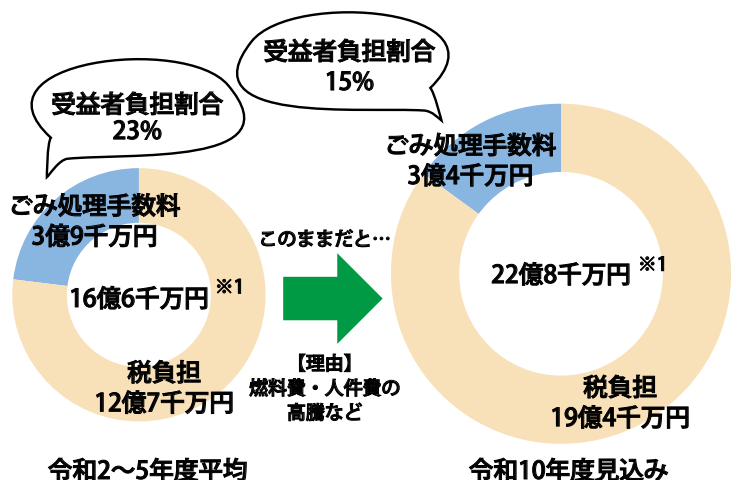 受益者負担割合
23%
ごみ処理手数料
3億9千万円
16億6千万円 ※1
税負担
12億7千万円
令和2～5年度平均
このままだと…
【理由】
燃料費・人件費の
高騰など
受益者負担割合
15%
ごみ処理手数料
3億4千万円
22億8千万円 ※1
税負担
19億4千万円
令和10年度見込み